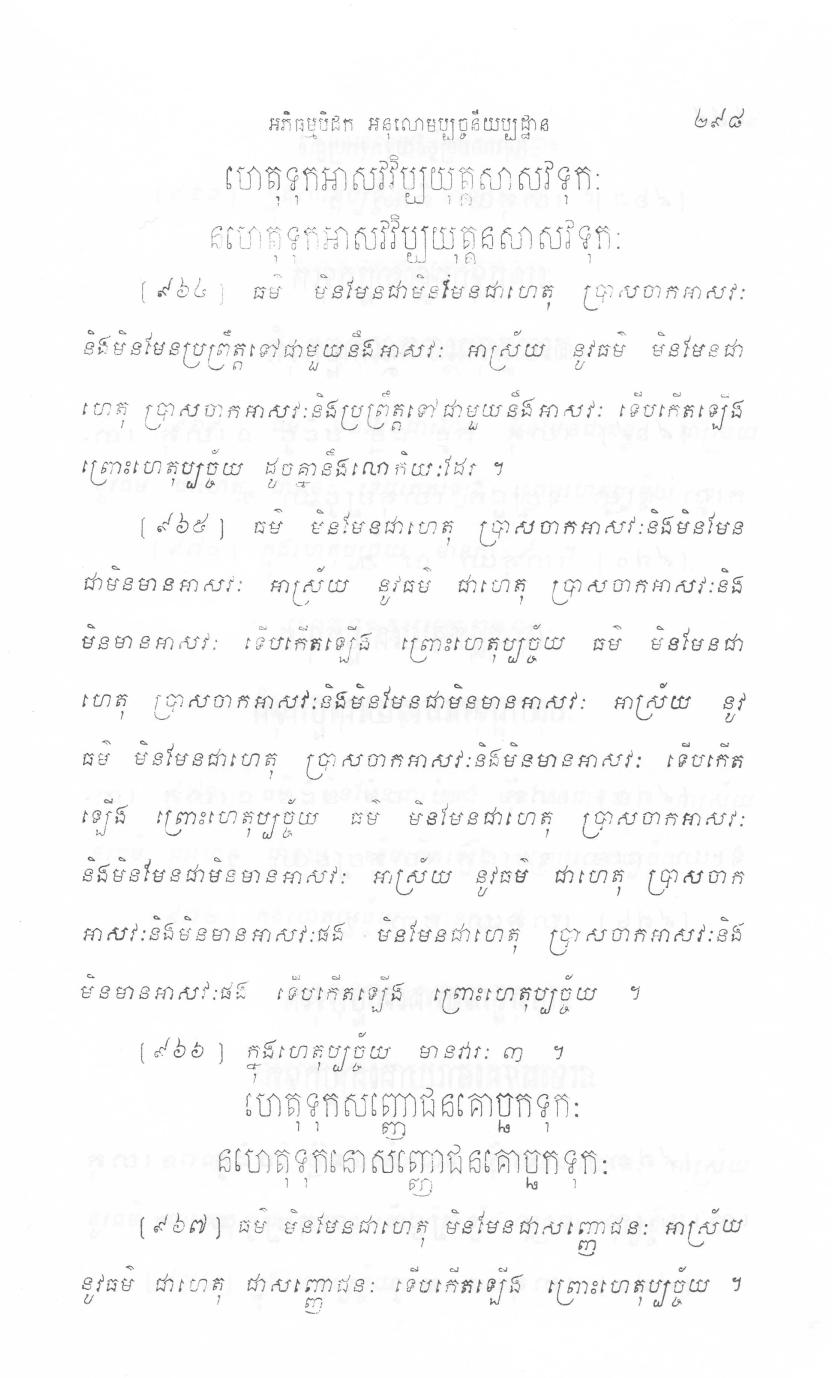 អភិធម្មបិដក អនុលោមប្បច្ចនីយប្បដ្ឋាន ២៩៨
ហេតុទុកអាសវវិប្បយុត្តសាសវទុកៈ
នហេតុទុកអាសវវិប្បយុត្តនសាសវទុកៈ
[៩៦៤] ធម៌ មិនមែនជាមិនមែនជាហេតុ ប្រាសចាកអាសវៈ
និងមិនមែនប្រព្រឹត្តទៅជាមួយនឹងអាសវៈ អាស្រ័យ នូវធម៌ មិនមែនជា
ហេតុ ប្រាសចាកអាសវៈនិងប្រព្រឹត្តទៅជាមួយនឹងអាសវៈ ទើបកើតឡើង
ព្រោះហេតុប្បច្ច័យ ដូចគ្នានឹងលោកិយៈដែរ ។
[៩៦៥] ធម៌ មិនមែនជាហេតុ ប្រាសចាកអាសវៈនិងមិនមែន
ជាមិនមានអាសវៈ អាស្រ័យ នូវធម៌ ជាហេតុ ប្រាសចាកអាសវៈនិង
មិនមានអាសវៈ ទើបកើតឡើង ព្រោះហេតុប្បច្ច័យ ធម៌ មិនមែនជា
ហេតុ ប្រាសចាកអាសវៈនិងមិនមែនជាមិនមានអាសវៈ អាស្រ័យ នូវ
ធម៌ មិនមែនជាហេតុ ប្រាសចាកអាសវៈនិងមិនមានអាសវៈ ទើបកើត
ឡើង ព្រោះហេតុប្បច្ច័យ ធម៌ មិនមែនជាហេតុ ប្រាសចាកអាសវៈ
និងមិនមែនជាមិនមានអាសវៈ អាស្រ័យ នូវធម៌ ជាហេតុ ប្រាសចាក
អាសវៈនិងមិនមានអាសវៈផង មិនមែនជាហេតុ ប្រាសចាកអាសវៈនិង
មិនមានអាសវៈផង ទើបកើតឡើង ព្រោះហេតុប្បច្ច័យ ។
[៩៦៦] ក្នុងហេតុប្បច្ច័យ មានវារៈ ៣ ។
ហេតុទុកសញ្ញោជនគោច្ឆកទុកៈ
នហេតុទុកនោសញ្ញោជនគោច្ឆកទុកៈ
[៩៦៧] ធម៌ មិនមែនជាហេតុ មិនមែនជាសញ្ញោជនៈ អាស្រ័យ
នូវធម៌ ជាហេតុ ជាសញ្ញោជនៈ ទើបកើតឡើង ព្រោះហេតុប្បច្ច័យ ។